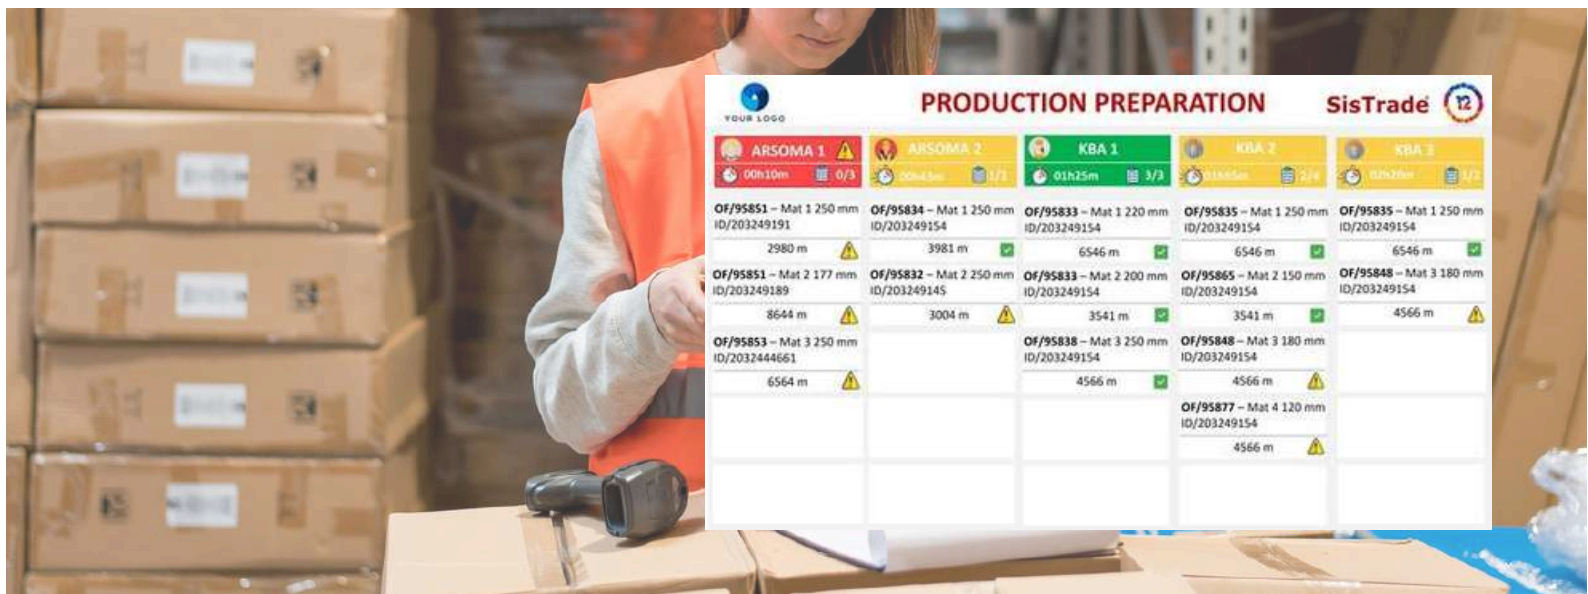 YOUR LOGO
PRODUCTION PREPARATION
SisTrade
12
ARSOMA 1
00h10m 0/3
OF/95851 – Mat 1 250 mm
ID/203249191
2980 m
OF/95851 – Mat 2 177 mm
ID/203249189
8644 m
OF/95853 – Mat 3 250 mm
ID/2032444661
6564 m
ARSOMA 2
OF/95834 – Mat 1 250 mm
ID/203249154
3981 m
OF/95832 – Mat 2 250 mm
ID/203249145
3004 m
KBA 1
01h25m 3/3
OF/95833 – Mat 1 220 mm
ID/203249154
6546 m
OF/95833 – Mat 2 200 mm
ID/203249154
3541 m
OF/95838 – Mat 3 250 mm
ID/203249154
4566 m
KBA 2
2/4
OF/95835 – Mat 1 250 mm
ID/203249154
6546 m
OF/95865 – Mat 2 150 mm
ID/203249154
3541 m
OF/95848 – Mat 3 180 mm
ID/203249154
4566 m
OF/95877 – Mat 4 120 mm
ID/203249154
4566 m
KBA 3
1/2
OF/95835 – Mat 1 250 mm
ID/203249154
6546 m
OF/95848 – Mat 3 180 mm
ID/203249154
4566 m